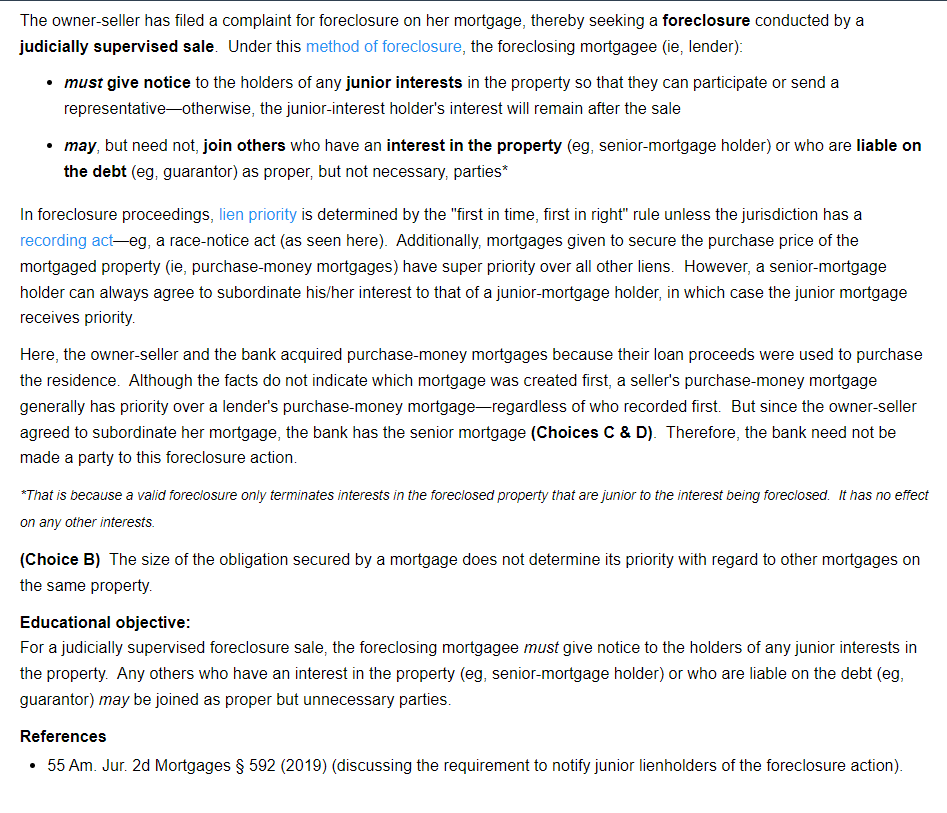 The owner-seller has filed a complaint for foreclosure on her mortgage, thereby seeking a foreclosure conducted by a
judicially supervised sale.  Under this method of foreclosure, the foreclosing mortgagee (ie, lender):
• must give notice to the holders of any junior interests in the property so that they can participate or send a
representative—otherwise, the junior-interest holder's interest will remain after the sale
• may, but need not, join others who have an interest in the property (eg, senior-mortgage holder) or who are liable on
the debt (eg, guarantor) as proper, but not necessary, parties*
In foreclosure proceedings, lien priority is determined by the "first in time, first in right" rule unless the jurisdiction has a
recording act—eg, a race-notice act (as seen here).  Additionally, mortgages given to secure the purchase price of the
mortgaged property (ie, purchase-money mortgages) have super priority over all other liens.  However, a senior-mortgage
holder can always agree to subordinate his/her interest to that of a junior-mortgage holder, in which case the junior mortgage
receives priority.
Here, the owner-seller and the bank acquired purchase-money mortgages because their loan proceeds were used to purchase
the residence.  Although the facts do not indicate which mortgage was created first, a seller's purchase-money mortgage
generally has priority over a lender's purchase-money mortgage—regardless of who recorded first.  But since the owner-seller
agreed to subordinate her mortgage, the bank has the senior mortgage (Choices C & D).  Therefore, the bank need not be
made a party to this foreclosure action.
*That is because a valid foreclosure only terminates interests in the foreclosed property that are junior to the interest being foreclosed.  It has no effect
on any other interests.
(Choice B)  The size of the obligation secured by a mortgage does not determine its priority with regard to other mortgages on
the same property.
Educational objective:
For a judicially supervised foreclosure sale, the foreclosing mortgagee must give notice to the holders of any junior interests in
the property.  Any others who have an interest in the property (eg, senior-mortgage holder) or who are liable on the debt (eg,
guarantor) may be joined as proper but unnecessary parties.
References
• 55 Am. Jur. 2d Mortgages § 592 (2019) (discussing the requirement to notify junior lienholders of the foreclosure action).